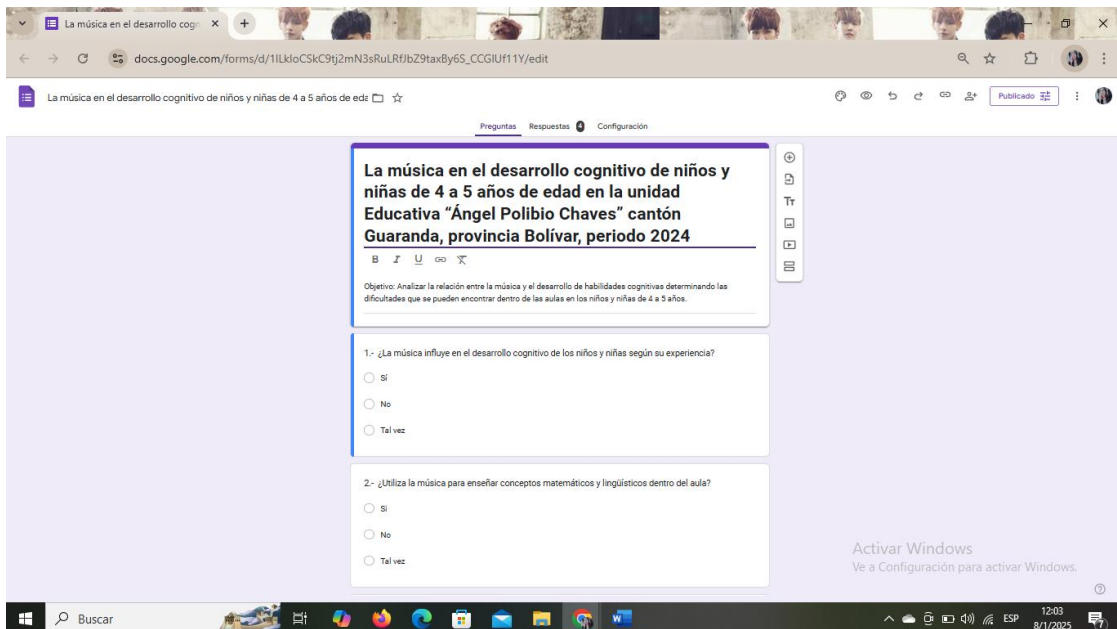 La música en el desarrollo cogn
docs.google.com/forms/d/1ILkloCSkC9tj2mN3sRuLRfJbZ9taxBy6S_CCGIUf11Y/edit
La música en el desarrollo cognitivo de niños y niñas de 4 a 5 años de eda
Publicado
Preguntas Respuestas 4 Configuración
La música en el desarrollo cognitivo de niños y
niñas de 4 a 5 años de edad en la unidad
Educativa “Ángel Polibio Chaves” cantón
Guaranda, provincia Bolívar, periodo 2024
B I U
Tт
Objetivo: Analizar la relación entre la música y el desarrollo de habilidades cognitivas determinando las
dificultades que se pueden encontrar dentro de las aulas en los niños y niñas de 4 a 5 años.
1.- ¿La música influye en el desarrollo cognitivo de los niños y niñas según su experiencia?
Sí
No
Tal vez
2.- ¿Utiliza la música para enseñar conceptos matemáticos y lingüísticos dentro del aula?
Si
No
Tal vez
Activar Windows
Ve a Configuración para activar Windows.
Buscar
ESP
12:03
8/1/2025